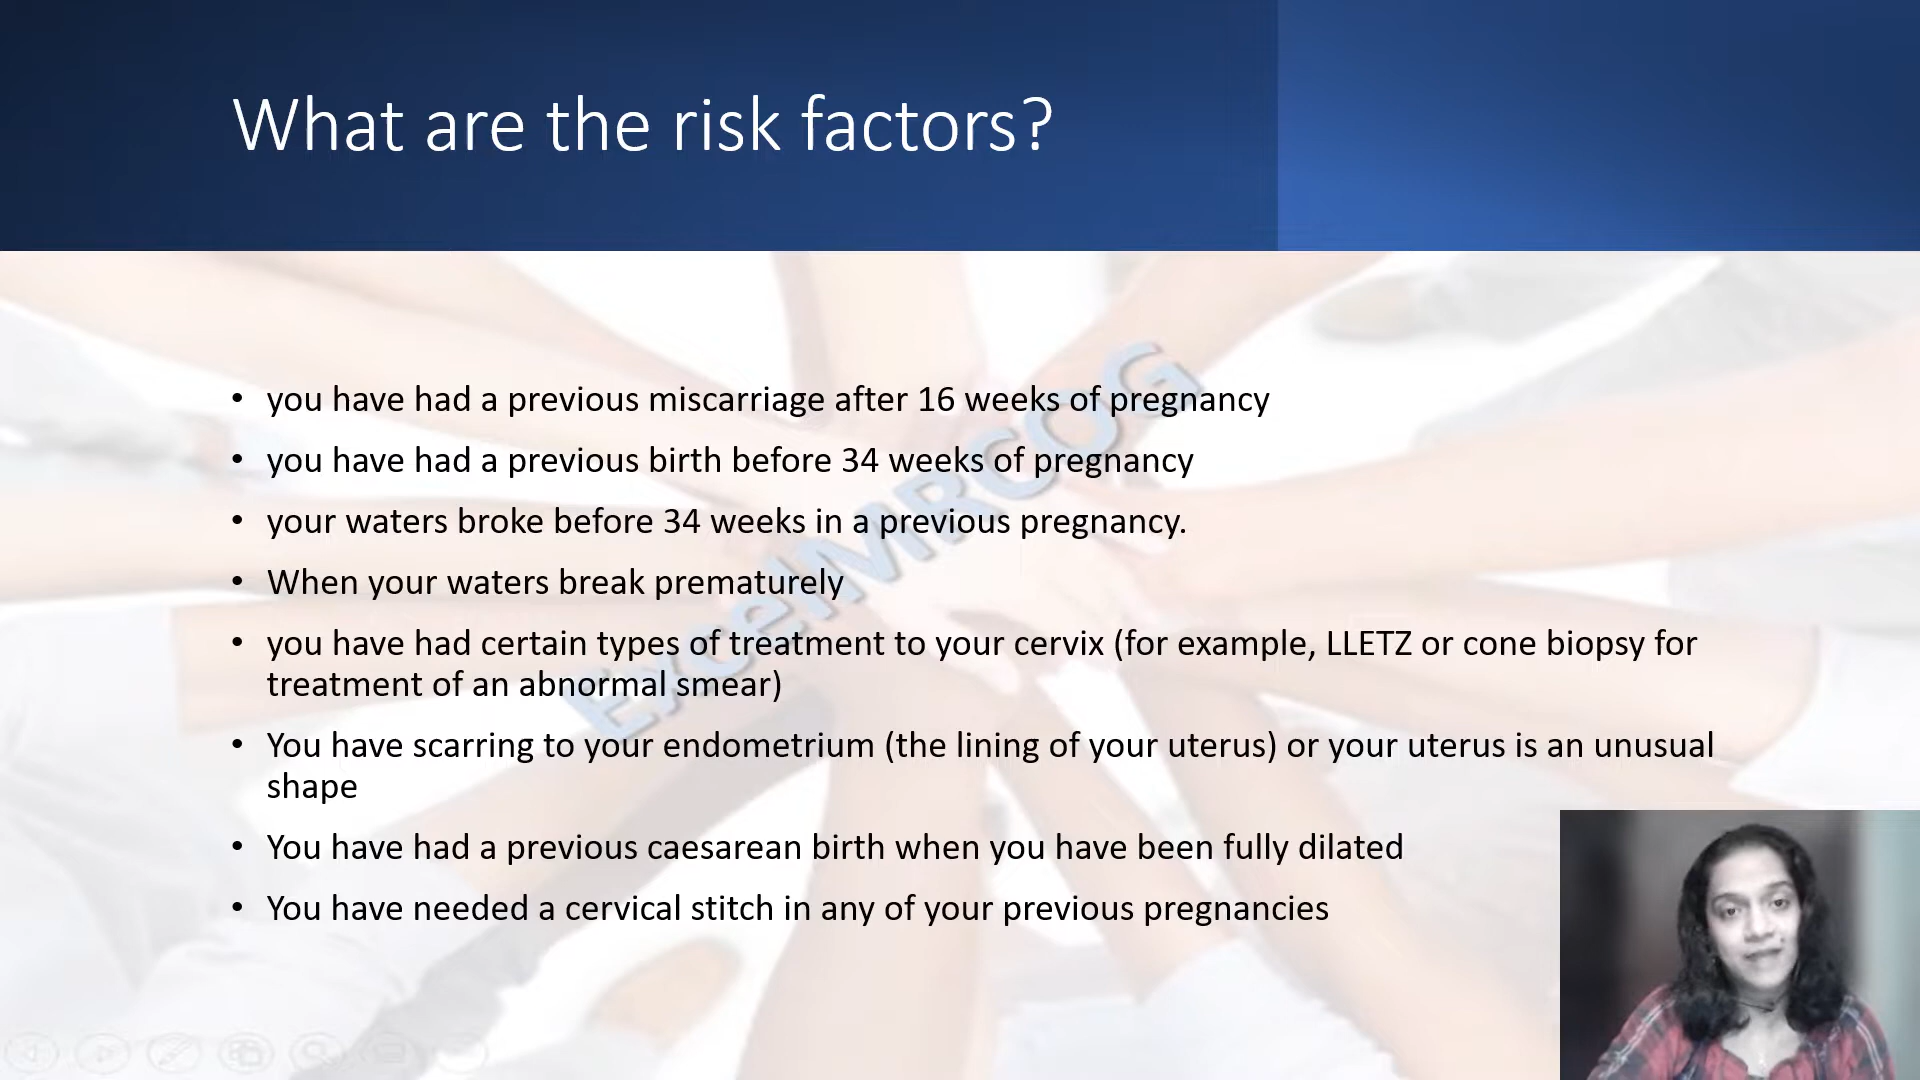 What are the risk factors?
• you have had a previous miscarriage after 16 weeks of pregnancy
• you have had a previous birth before 34 weeks of pregnancy
• your waters broke before 34 weeks in a previous pregnancy.
• When your waters break prematurely
• you have had certain types of treatment to your cervix (for example, LLETZ or cone biopsy for
treatment of an abnormal smear)
• You have scarring to your endometrium (the lining of your uterus) or your uterus is an unusual
shape
• You have had a previous caesarean birth when you have been fully dilated
• You have needed a cervical stitch in any of your previous pregnancies
ExcelMRCOG